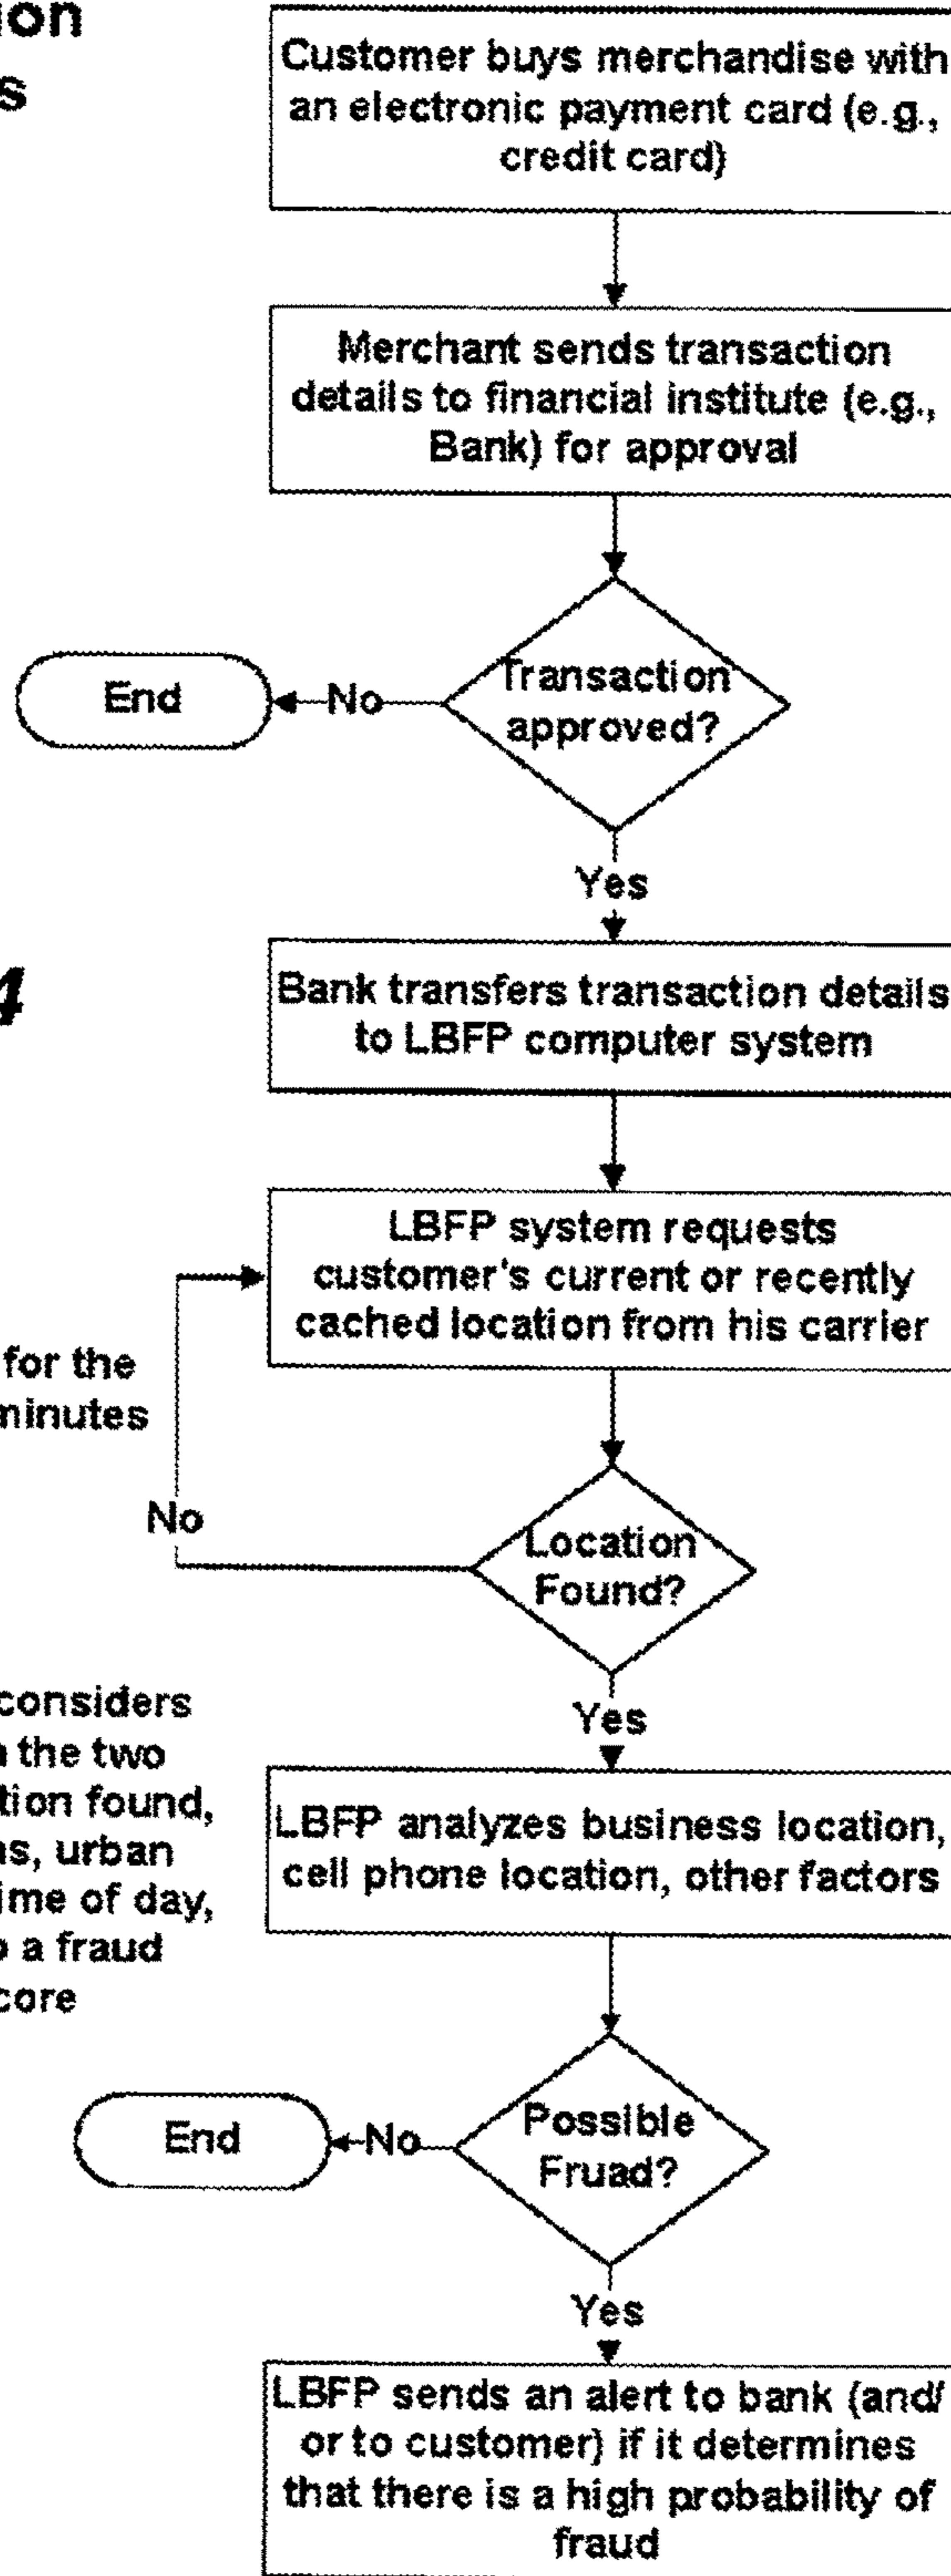 ion
s
Customer buys merchandise with
an electronic payment card (e.g.,
credit card)
Merchant sends transaction
details to financial institute (e.g.,
Bank) for approval
Transaction
approved?
No
End
Yes
4
Bank transfers transaction details
to LBFP computer system
LBFP system requests
customer's current or recently
cached location from his carrier
for the
minutes
No
Location
Found?
Yes
considers
n the two
tion found,
ns, urban
ime of day,
o a fraud
core
LBFP analyzes business location,
cell phone location, other factors
Possible
Fruad?
No
End
Yes
LBFP sends an alert to bank (and/
or to customer) if it determines
that there is a high probability of
fraud